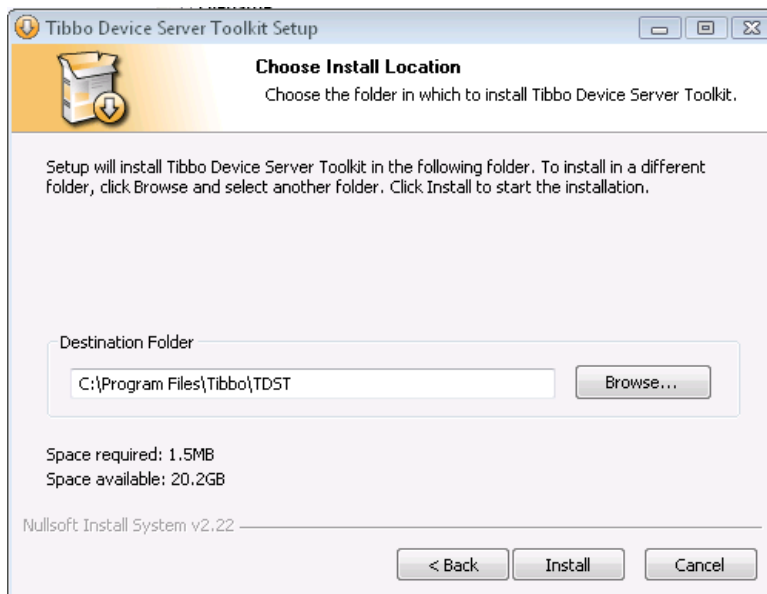 Tibbo Device Server Toolkit Setup
Choose Install Location
Choose the folder in which to install Tibbo Device Server Toolkit.
Setup will install Tibbo Device Server Toolkit in the following folder. To install in a different
folder, click Browse and select another folder. Click Install to start the installation.
Destination Folder
C:\Program Files\Tibbo\TDST
Browse...
Space required: 1.5MB
Space available: 20.2GB
Nullsoft Install System v2.22
< Back
Install
Cancel